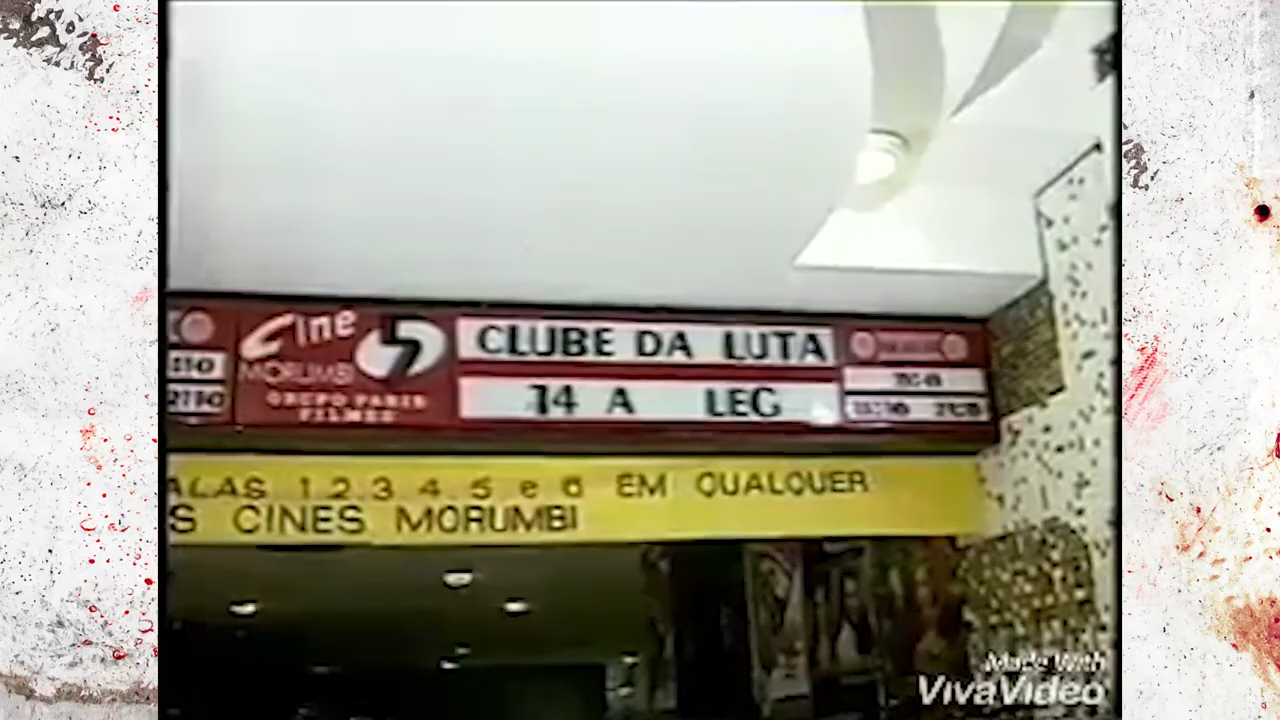 Cine
MORUMBI
5
GRUPO PARIS
FILMES
CLUBE DA LUTA
14 A LEG
ALAS 1.2.3.4.5 e 6 EM QUALQUER
S CINES MORUMBI
Made With
VivaVideo